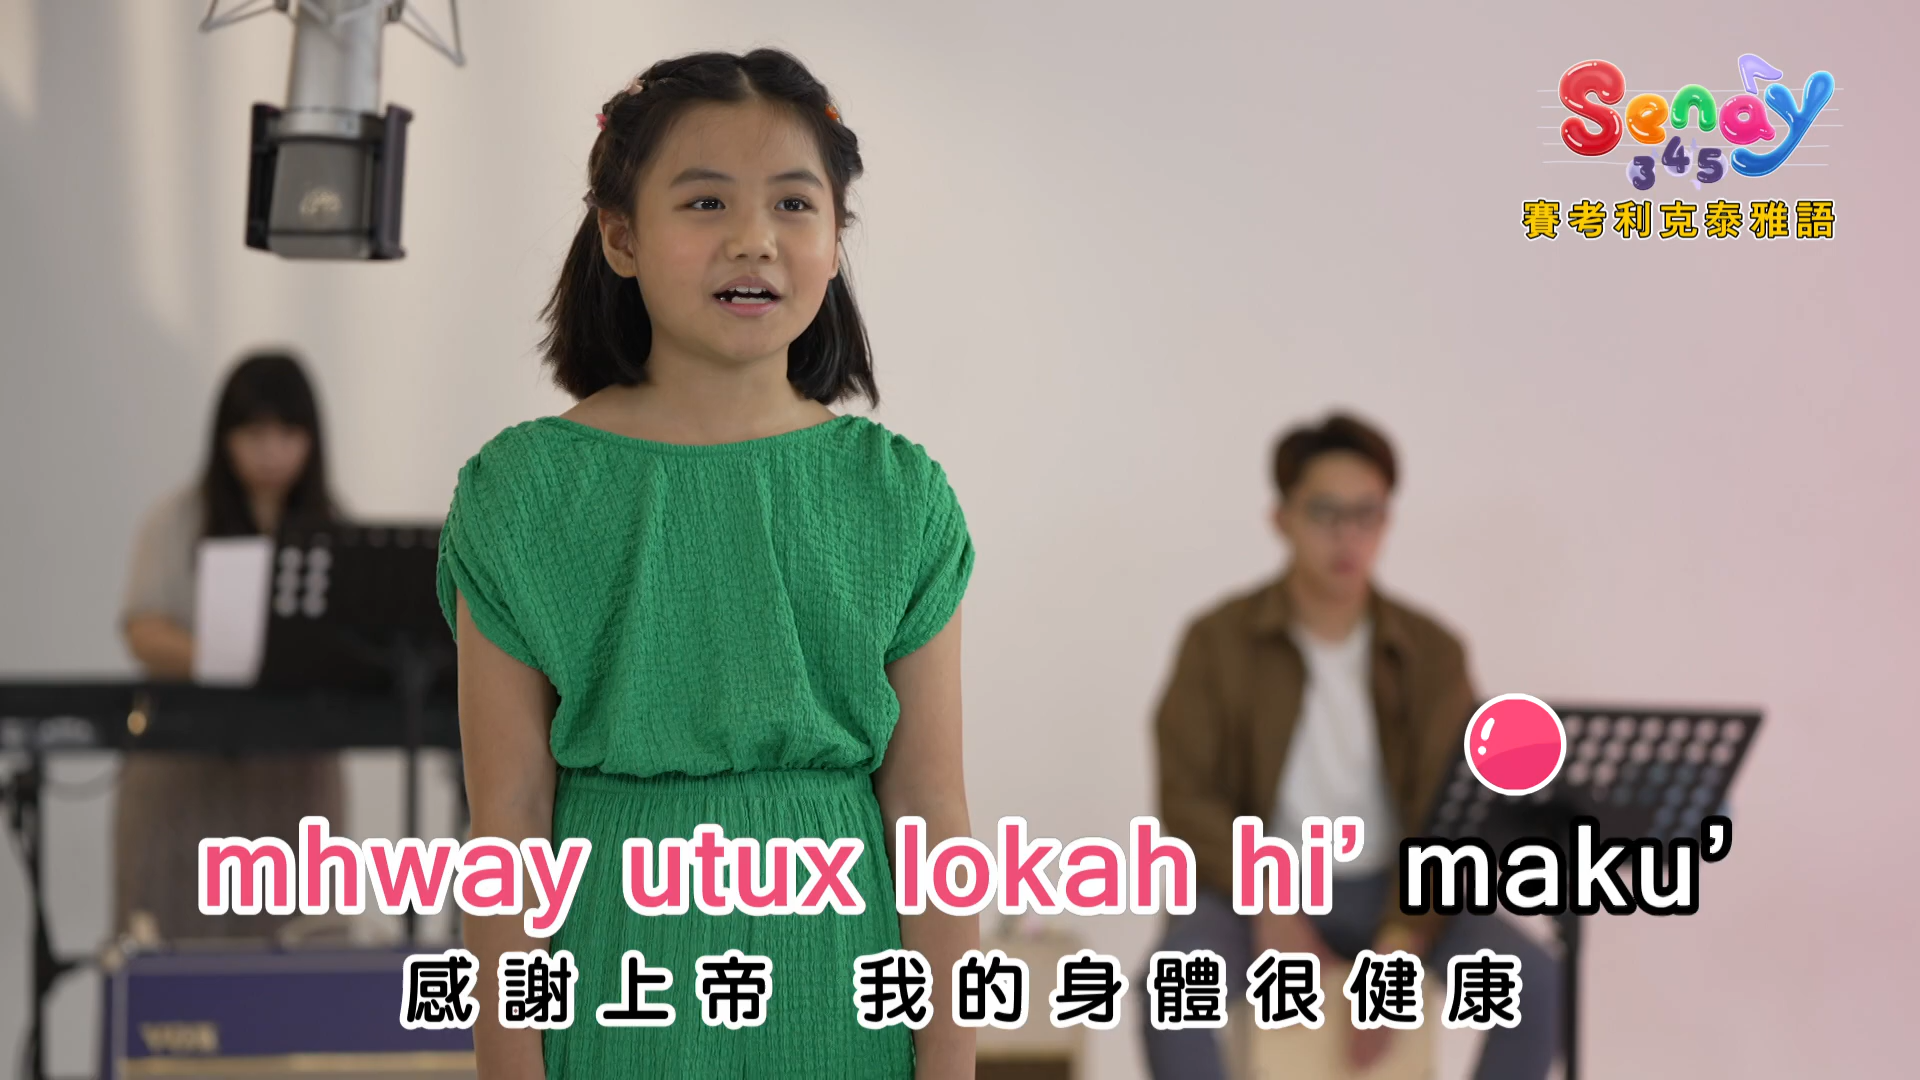 Senay
345
賽考利克泰雅語
mhway utux lokah hi’ maku’
感謝上帝 我的身體很健康
VOX